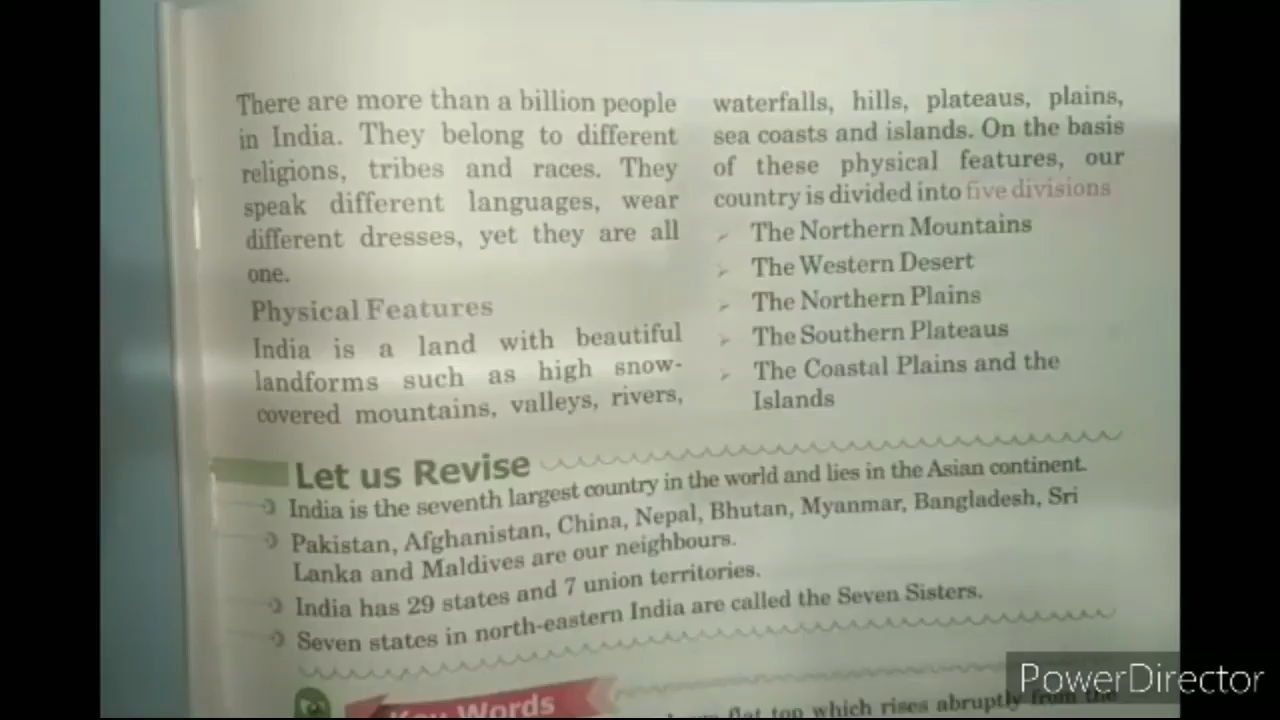 There are more than a billion people
in India. They belong to different
religions, tribes and races. They
speak different languages, wear
different dresses, yet they are all
one.
Physical Features
India is a land with beautiful
landforms such as high snow-
covered mountains, valleys, rivers,
waterfalls, hills, plateaus, plains,
sea coasts and islands. On the basis
of these physical features, our
country is divided into five divisions
The Northern Mountains
The Western Desert
The Northern Plains
The Southern Plateaus
The Coastal Plains and the
Islands
Let us Revise
India is the seventh largest country in the world and lies in the Asian continent.
Pakistan, Afghanistan, China, Nepal, Bhutan, Myanmar, Bangladesh, Sri
Lanka and Maldives are our neighbours.
India has 29 states and 7 union territories.
Seven states in north-eastern India are called the Seven Sisters.
Key Words
flat top which rises abruptly from the
PowerDirector